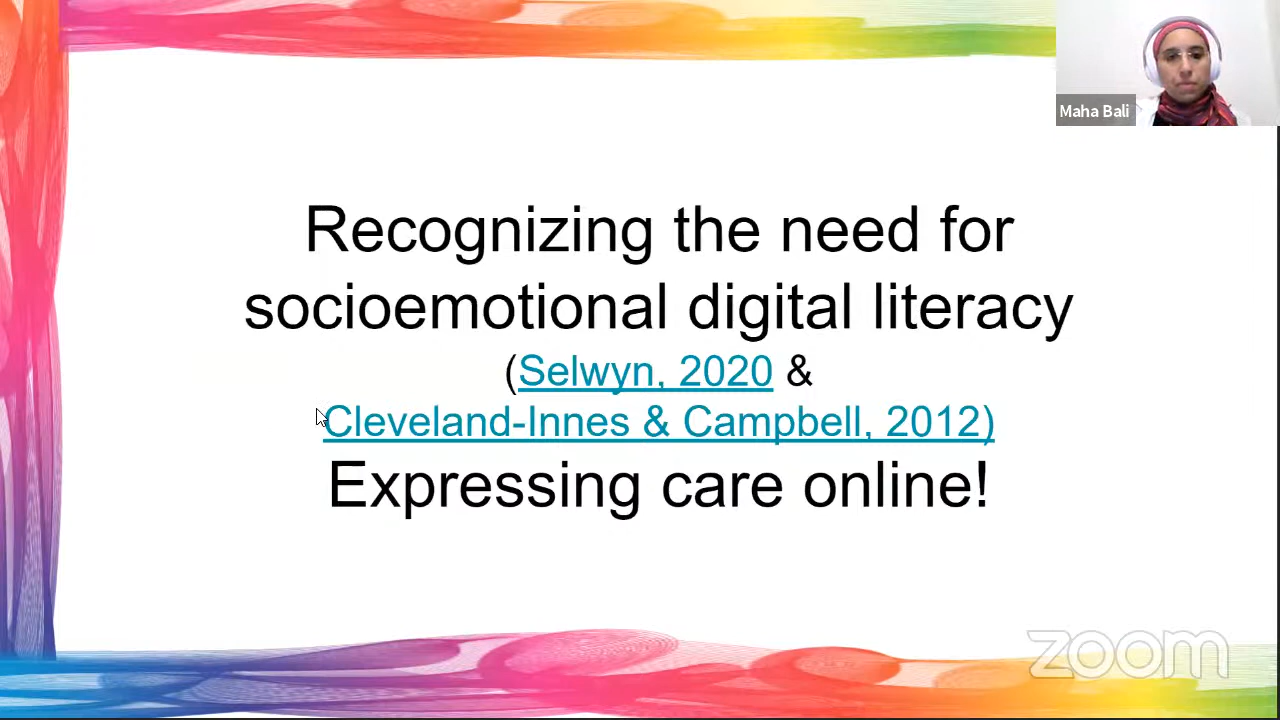 Maha Bali
Recognizing the need for
socioemotional digital literacy
(Selwyn, 2020 &
Cleveland-Innes & Campbell, 2012)
Expressing care online!
zoom